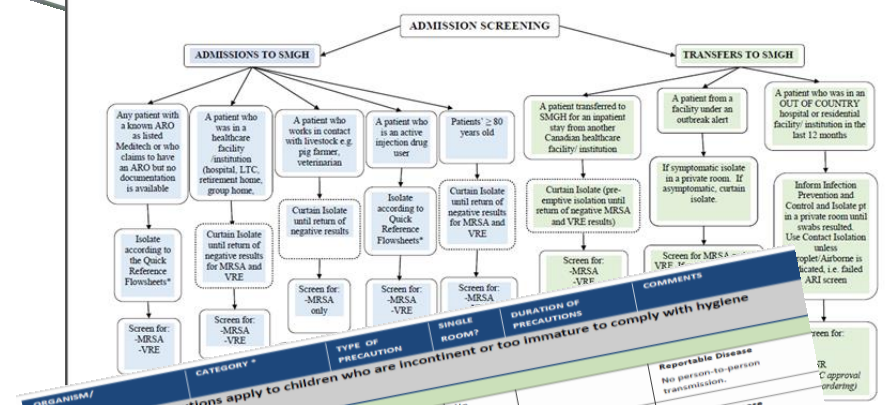 ADMISSION SCREENING
ADMISSIONS TO SMGH
TRANSFERS TO SMGH
Any patient with
a known ARO as
listed
Meditech or who
claims to have
an ARO but no
documentation
is available
A patient who
was in a
healthcare
facility
/institution
(hospital, LTC,
retirement home,
group home,
A patient who
works in contact
with livestock e.g.
pig farmer,
veterinarian
A patient who
is an active
injection drug
user
Patients' ≥ 80
years old
A patient transferred to
SMGH for an inpatient
stay from another
Canadian healthcare
facility/ institution
A patient from a
facility under an
outbreak alert
A patient who was in an
OUT OF COUNTRY
hospital or residential
facility/ institution in the
last 12 months
Isolate
according to
the Quick
Reference
Flowsheets*
Curtain Isolate
until return of
negative results
for MRSA and
VRE
Curtain Isolate
until return of
negative results
Isolate
according to
Quick
Reference
Flowsheets*
Curtain Isolate
until return of
negative results
for MRSA and
VRE
Curtain Isolate (pre-
emptive isolation until
return of negative MRSA
and VRE results)
If symptomatic isolate
in a private room. If
asymptomatic, curtain
isolate.
Inform Infection
Prevention and
Control and Isolate pt
in a private room until
swabs resulted.
Use Contact Isolation
unless
Airborne is
i.e. failed
ARI screen
Screen for:
-MRSA
-VRE
Screen for:
-MRSA
-VRE
Screen for:
-MRSA
only
Screen for:
-MRSA
-VRE
Screen for:
-MRSA
Screen for:
-MRSA
-VRE
Screen for MRSA
VRE.
for:
approval
ordering)
ORGANISM/
CATEGORY *
TYPE OF
PRECAUTION
SINGLE
ROOM?
DURATION OF
PRECAUTIONS
COMMENTS
apply to children who are incontinent or too immature to comply with hygiene
Reportable Disease
No person-to-person
transmission.